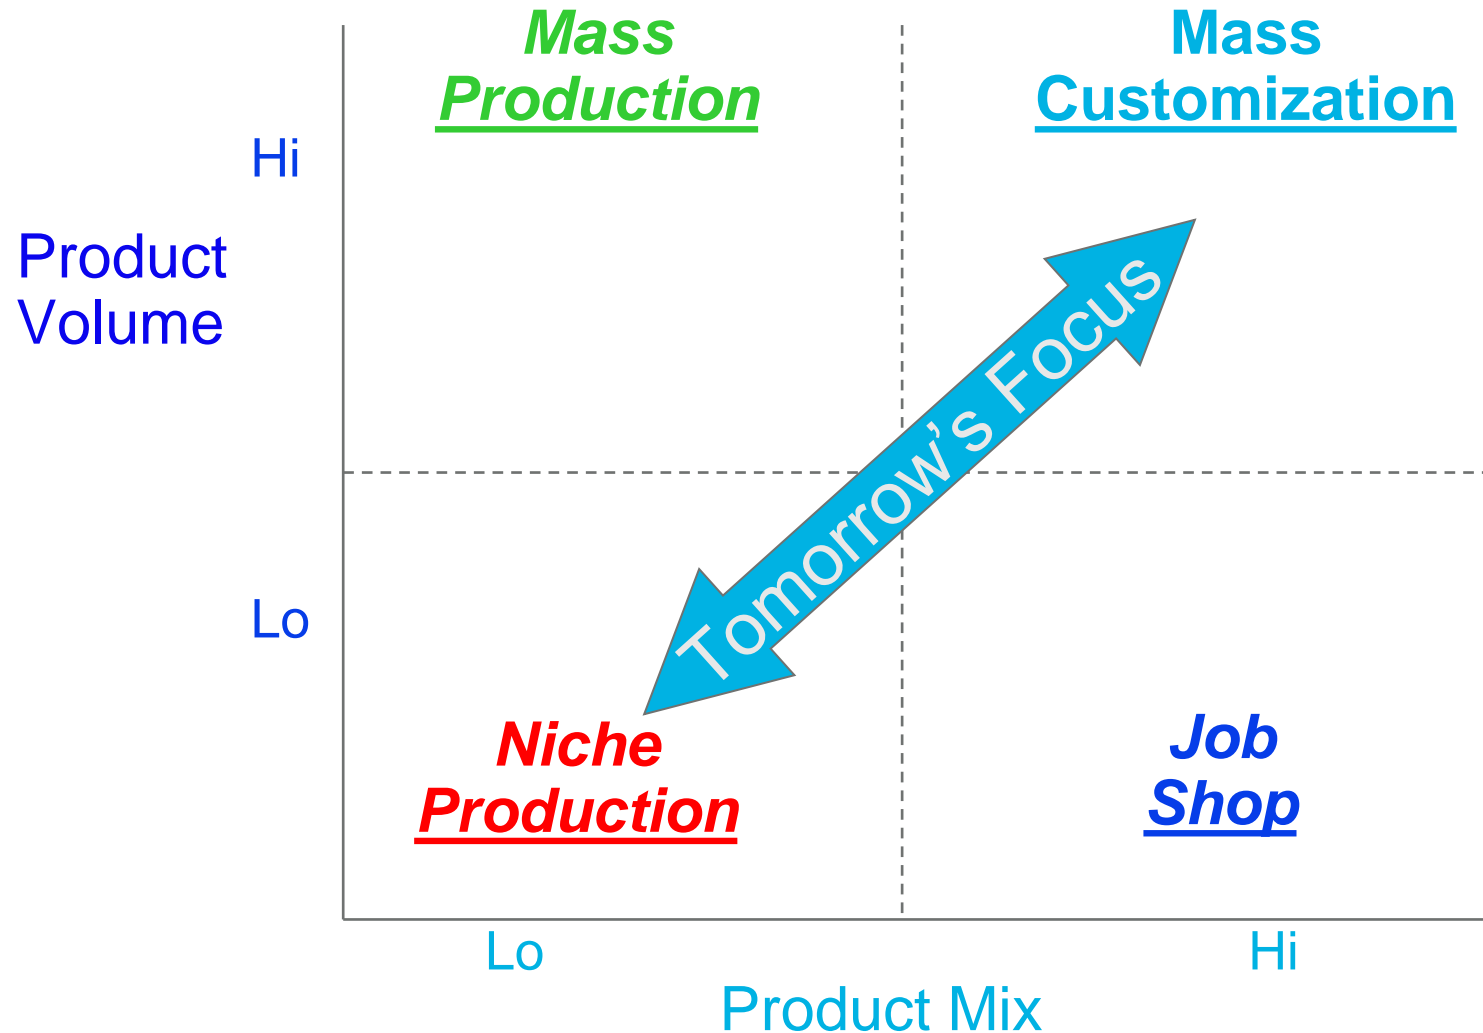 Mass
Production
Mass
Customization
Hi
Product
Volume
Tomorrow’s Focus
Lo
Niche
Production
Job
Shop
Lo
Hi
Product Mix